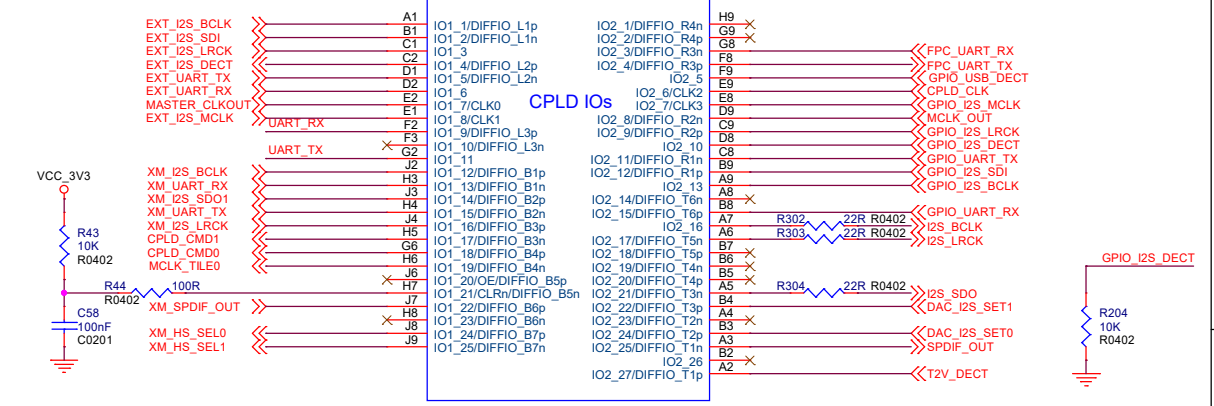 EXT_I2S_BCLK A1 IO1_1/DIFFIO_L1p IO2_1/DIFFIO_R4n H9
EXT_I2S_SDI B1 IO1_2/DIFFIO_L1n IO2_2/DIFFIO_R4p G9
EXT_I2S_LRCK C1 IO1_3 IO2_3/DIFFIO_R3n G8 FPC_UART_RX
EXT_I2S_DECT C2 IO1_4/DIFFIO_L2p IO2_4/DIFFIO_R3p F8 FPC_UART_TX
EXT_UART_TX D1 IO1_5/DIFFIO_L2n IO2_5 F9 GPIO_USB_DECT
EXT_UART_RX D2 IO1_6 IO2_6/CLK2 E9 CPLD_CLK
MASTER_CLKOUT E2 IO1_7/CLK0 CPLD IOs IO2_7/CLK3 E8 GPIO_I2S_MCLK
EXT_I2S_MCLK E1 IO1_8/CLK1 IO2_8/DIFFIO_R2n D9 MCLK_OUT
UART_RX F2 IO1_9/DIFFIO_L3p IO2_9/DIFFIO_R2p C9 GPIO_I2S_LRCK
F3 IO1_10/DIFFIO_L3n IO2_10 D8 GPIO_I2S_DECT
UART_TX G2 IO1_11 IO2_11/DIFFIO_R1n C8 GPIO_UART_TX
J2 XM_I2S_BCLK IO1_12/DIFFIO_B1p IO2_12/DIFFIO_R1p B9 GPIO_I2S_SDI
VCC_3V3 XM_UART_RX H3 IO1_13/DIFFIO_B1n IO2_13 A9 GPIO_I2S_BCLK
XM_I2S_SDO1 J3 IO1_14/DIFFIO_B2p IO2_14/DIFFIO_T6n A8
XM_UART_TX H4 IO1_15/DIFFIO_B2n IO2_15/DIFFIO_T6p B8 GPIO_UART_RX
XM_I2S_LRCK J4 IO1_16/DIFFIO_B3p IO2_16 A7 R302 22R R0402 I2S_BCLK
R43 CPLD_CMD1 H5 IO1_17/DIFFIO_B3n IO2_17/DIFFIO_T5n A6 R303 22R R0402 I2S_LRCK
10K CPLD_CMD0 G6 IO1_18/DIFFIO_B4p IO2_18/DIFFIO_T5p B7
R0402 MCLK_TILE0 H6 IO1_19/DIFFIO_B4n IO2_19/DIFFIO_T4n B6 GPIO_I2S_DECT
J6 IO1_20/OE/DIFFIO_B5p IO2_20/DIFFIO_T4p B5
R44 100R H7 IO1_21/CLRn/DIFFIO_B5n IO2_21/DIFFIO_T3n A5 R304 22R R0402 I2S_SDO
R0402 XM_SPDIF_OUT J7 IO1_22/DIFFIO_B6p IO2_22/DIFFIO_T3p B4 DAC_I2S_SET1
C58 H8 IO1_23/DIFFIO_B6n IO2_23/DIFFIO_T2n A4 R204
100nF XM_HS_SEL0 J8 IO1_24/DIFFIO_B7p IO2_24/DIFFIO_T2p B3 DAC_I2S_SET0 10K
C0201 XM_HS_SEL1 J9 IO1_25/DIFFIO_B7n IO2_25/DIFFIO_T1n A3 SPDIF_OUT R0402
IO2_26 B2
IO2_27/DIFFIO_T1p A2 T2V_DECT